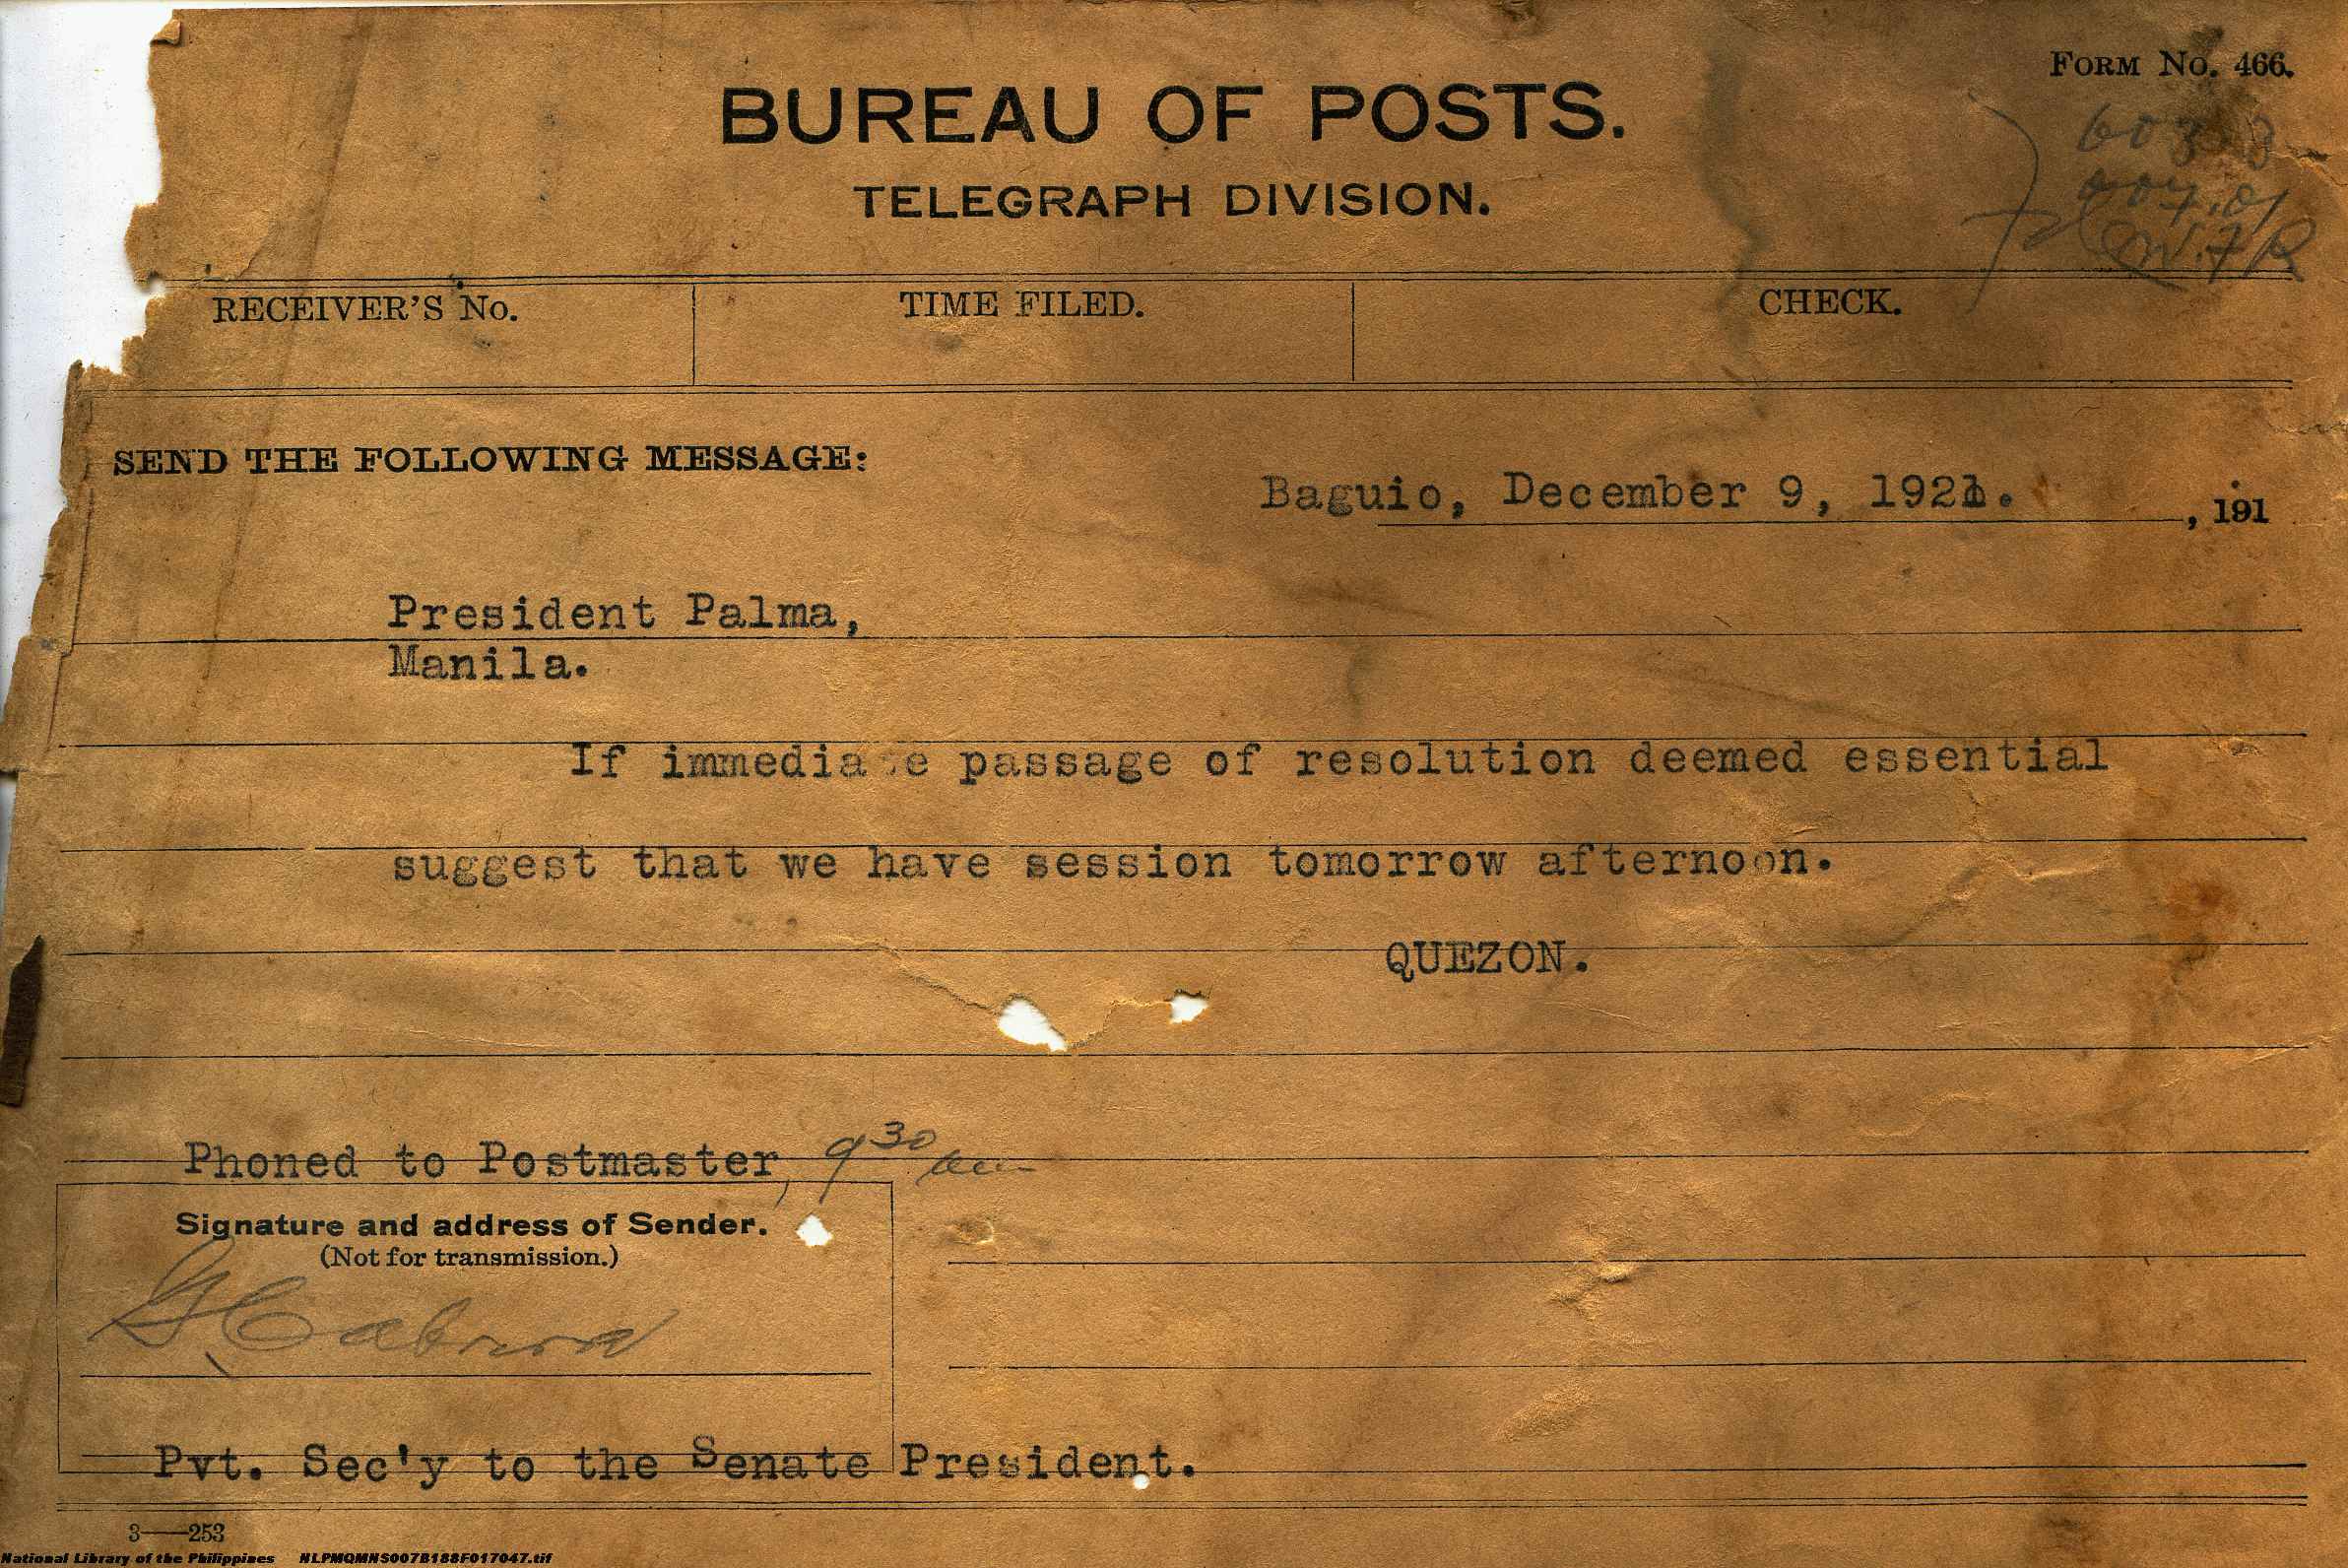 FORM No. 466.
BUREAU OF POSTS.
TELEGRAPH DIVISION.
RECEIVER'S No.
TIME FILED.
CHECK.
SEND THE FOLLOWING MESSAGE:
Baguio, December 9, 1921. , 191
President Palma,
Manila.
If immediate passage of resolution deemed essential
suggest that we have session tomorrow afternoon.
QUEZON.
Phoned to Postmaster, 9 30
Signature and address of Sender.
(Not for transmission.)
Pvt. Sec'y to the Senate President.
3—253
National Library of the Philippines NLPMQMNS007B188F017047.tif